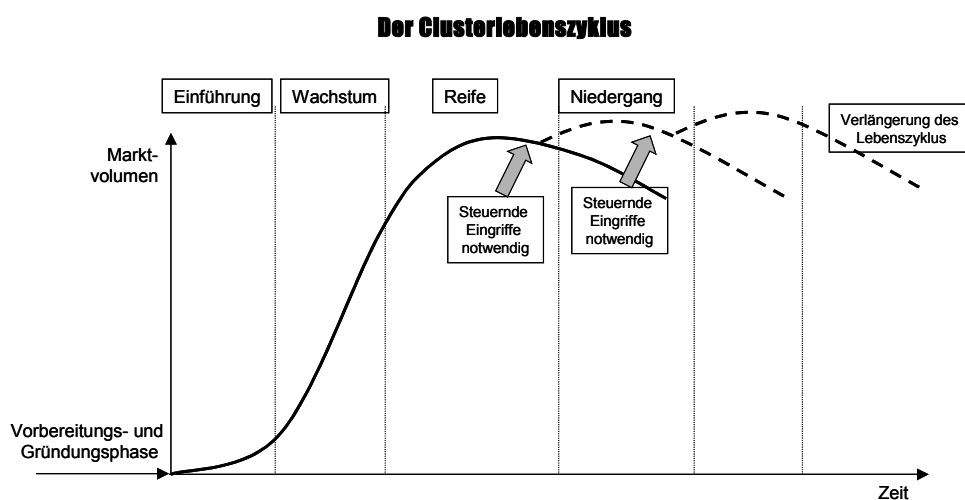 Der Clusterlebenszyklus
Einführung
Wachstum
Reife
Niedergang
Verlängerung des
Lebenszyklus
Markt-
volumen
Steuernde
Eingriffe
notwendig
Steuernde
Eingriffe
notwendig
Vorbereitungs- und
Gründungsphase
Zeit